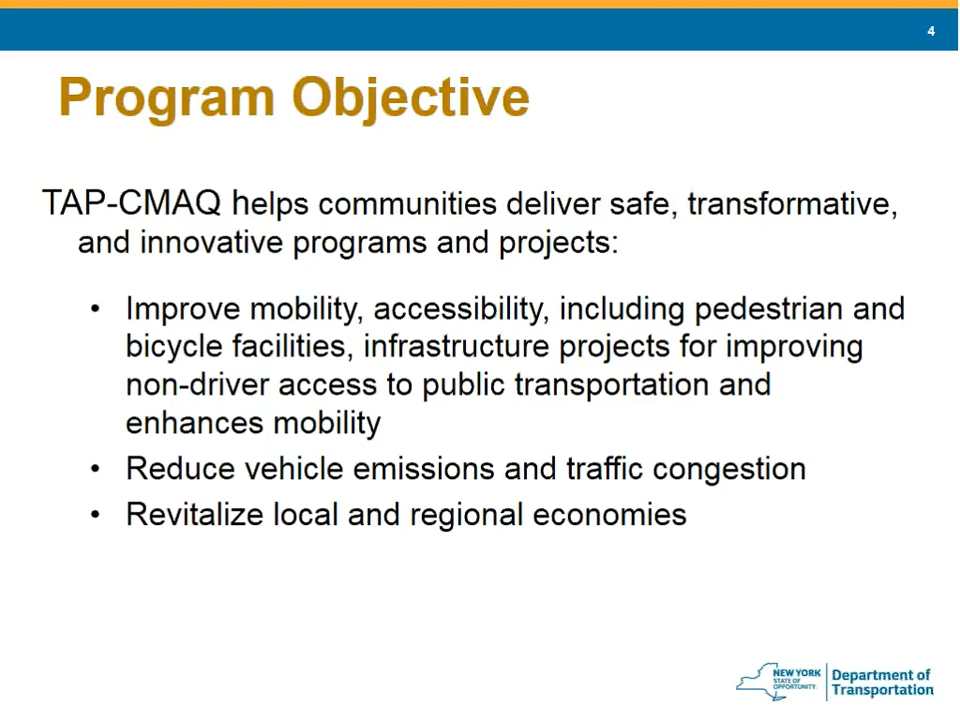 4
Program Objective
TAP-CMAQ helps communities deliver safe, transformative,
and innovative programs and projects:
• Improve mobility, accessibility, including pedestrian and
bicycle facilities, infrastructure projects for improving
non-driver access to public transportation and
enhances mobility
• Reduce vehicle emissions and traffic congestion
• Revitalize local and regional economies
NEW YORK
STATE OF
OPPORTUNITY.
Department of
Transportation